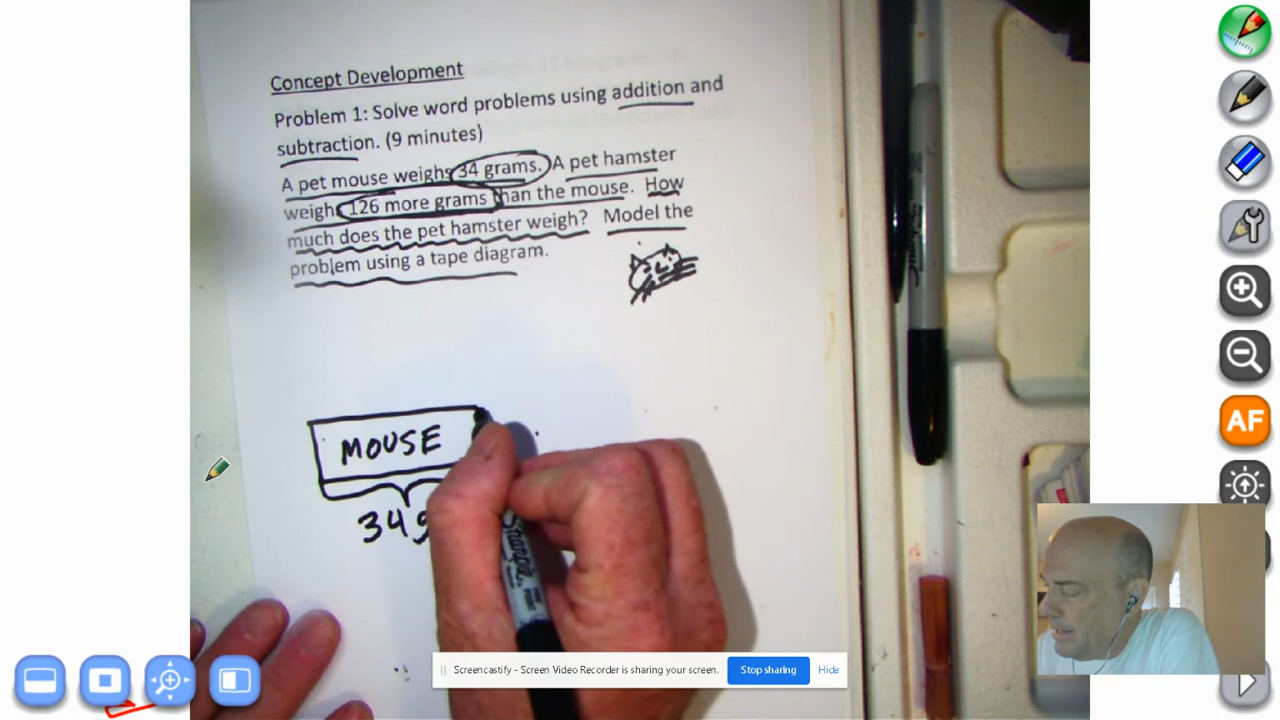 Concept Development
Problem 1: Solve word problems using addition and
subtraction. (9 minutes)
A pet mouse weighs 34 grams. A pet hamster
weighs 126 more grams than the mouse. How
much does the pet hamster weigh? Model the
problem using a tape diagram.
MOUSE
34g
Sharpie
AF
Screencastify - Screen Video Recorder is sharing your screen.
Stop sharing
Hide